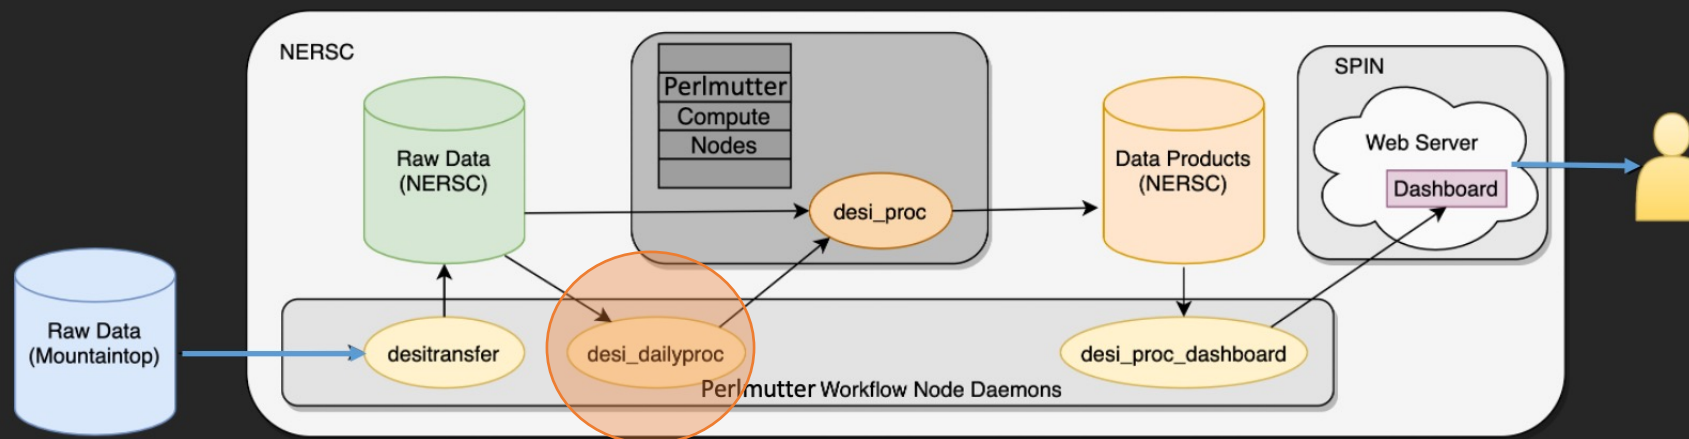 NERSC
Perlmutter
Compute
Nodes
SPIN
Raw Data
(NERSC)
Data Products
(NERSC)
Web Server
Dashboard
desi_proc
Raw Data
(Mountaintop)
desitransfer
desi_dailyproc
desi_proc_dashboard
Perlmutter Workflow Node Daemons